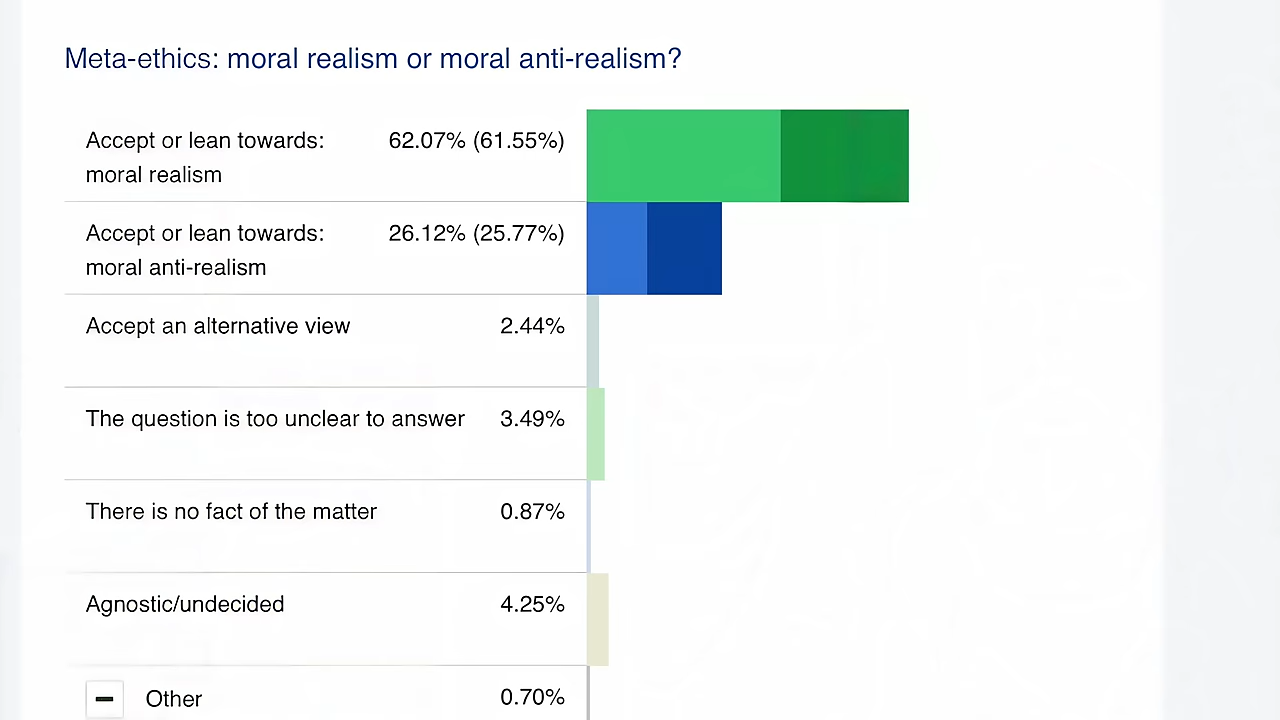 Meta-ethics: moral realism or moral anti-realism?
Accept or lean towards: 62.07% (61.55%)
moral realism
Accept or lean towards: 26.12% (25.77%)
moral anti-realism
Accept an alternative view 2.44%
The question is too unclear to answer 3.49%
There is no fact of the matter 0.87%
Agnostic/undecided 4.25%
Other 0.70%